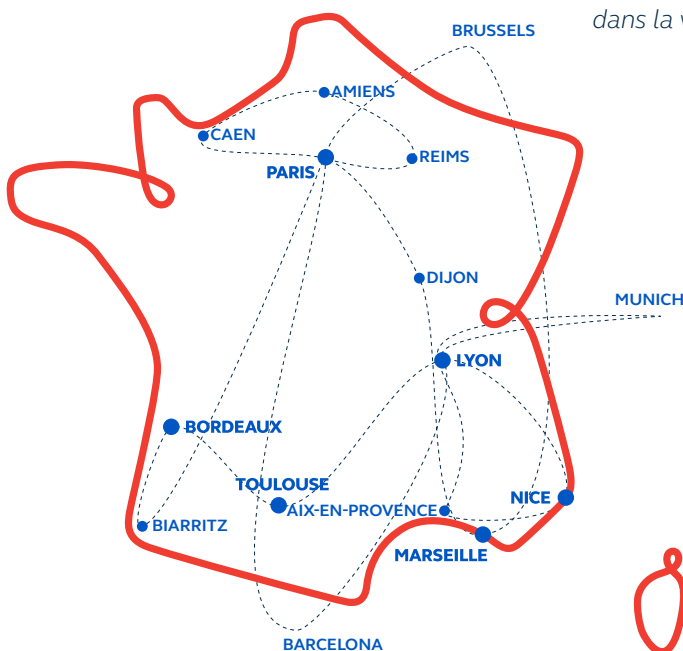 dans la v
BRUSSELS
AMIENS
CAEN
REIMS
PARIS
DIJON
MUNICH
LYON
BORDEAUX
TOULOUSE
NICE
AIX-EN-PROVENCE
BIARRITZ
MARSEILLE
BARCELONA